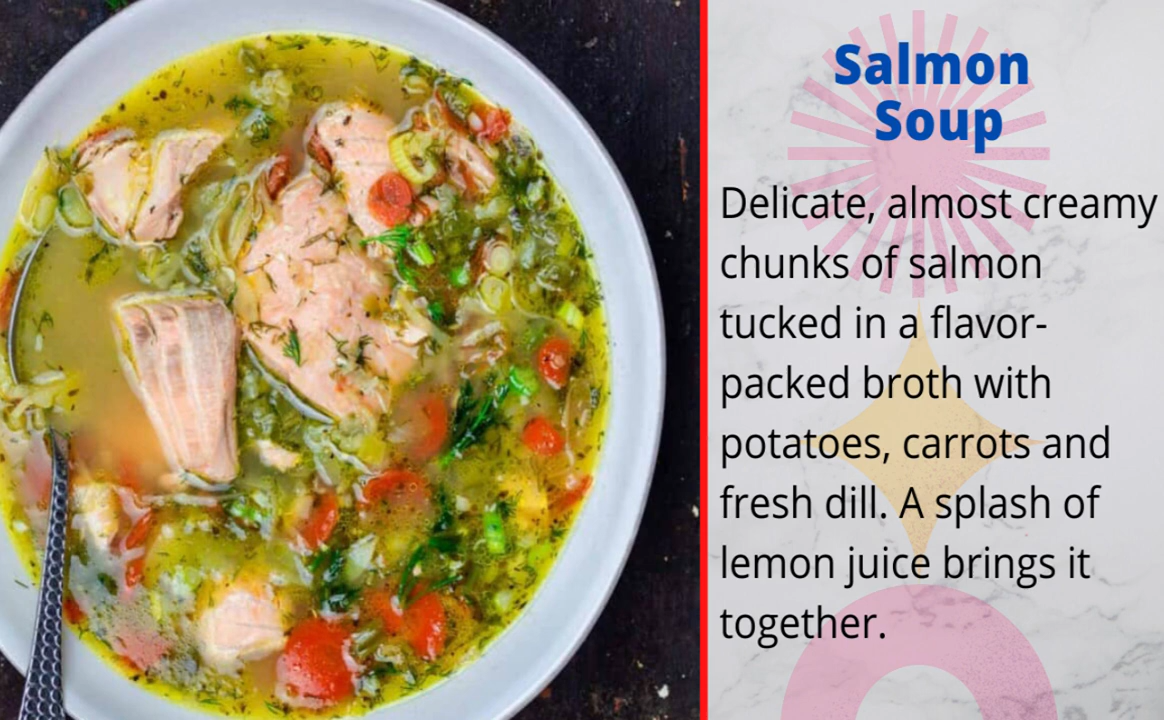 Salmon
Soup
Delicate, almost creamy
chunks of salmon
tucked in a flavor-
packed broth with
potatoes, carrots and
fresh dill. A splash of
lemon juice brings it
together.